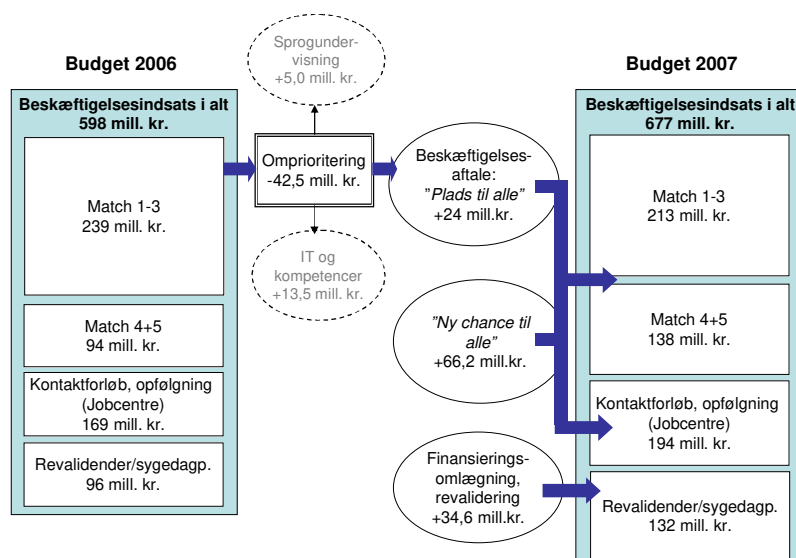 Budget 2006
Beskæftigelsesindsats i alt
598 mill. kr.
Match 1-3
239 mill. kr.
Match 4+5
94 mill. kr.
Kontaktforløb, opfølgning
(Jobcentre)
169 mill. kr.
Revalidender/sygedagp.
96 mill. kr.
Sprogunder-
visning
+5,0 mill. kr.
Omprioritering
-42,5 mill. kr.
IT og
kompetencer
+13,5 mill. kr.
Beskæftigelses-
aftale:
"Plads til alle"
+24 mill.kr.
"Ny chance til
alle"
+66,2 mill.kr.
Finansierings-
omlægning,
revalidering
+34,6 mill.kr.
Budget 2007
Beskæftigelsesindsats i alt
677 mill. kr.
Match 1-3
213 mill. kr.
Match 4+5
138 mill. kr.
Kontaktforløb, opfølgning
(Jobcentre)
194 mill. kr.
Revalidender/sygedagp.
132 mill. kr.